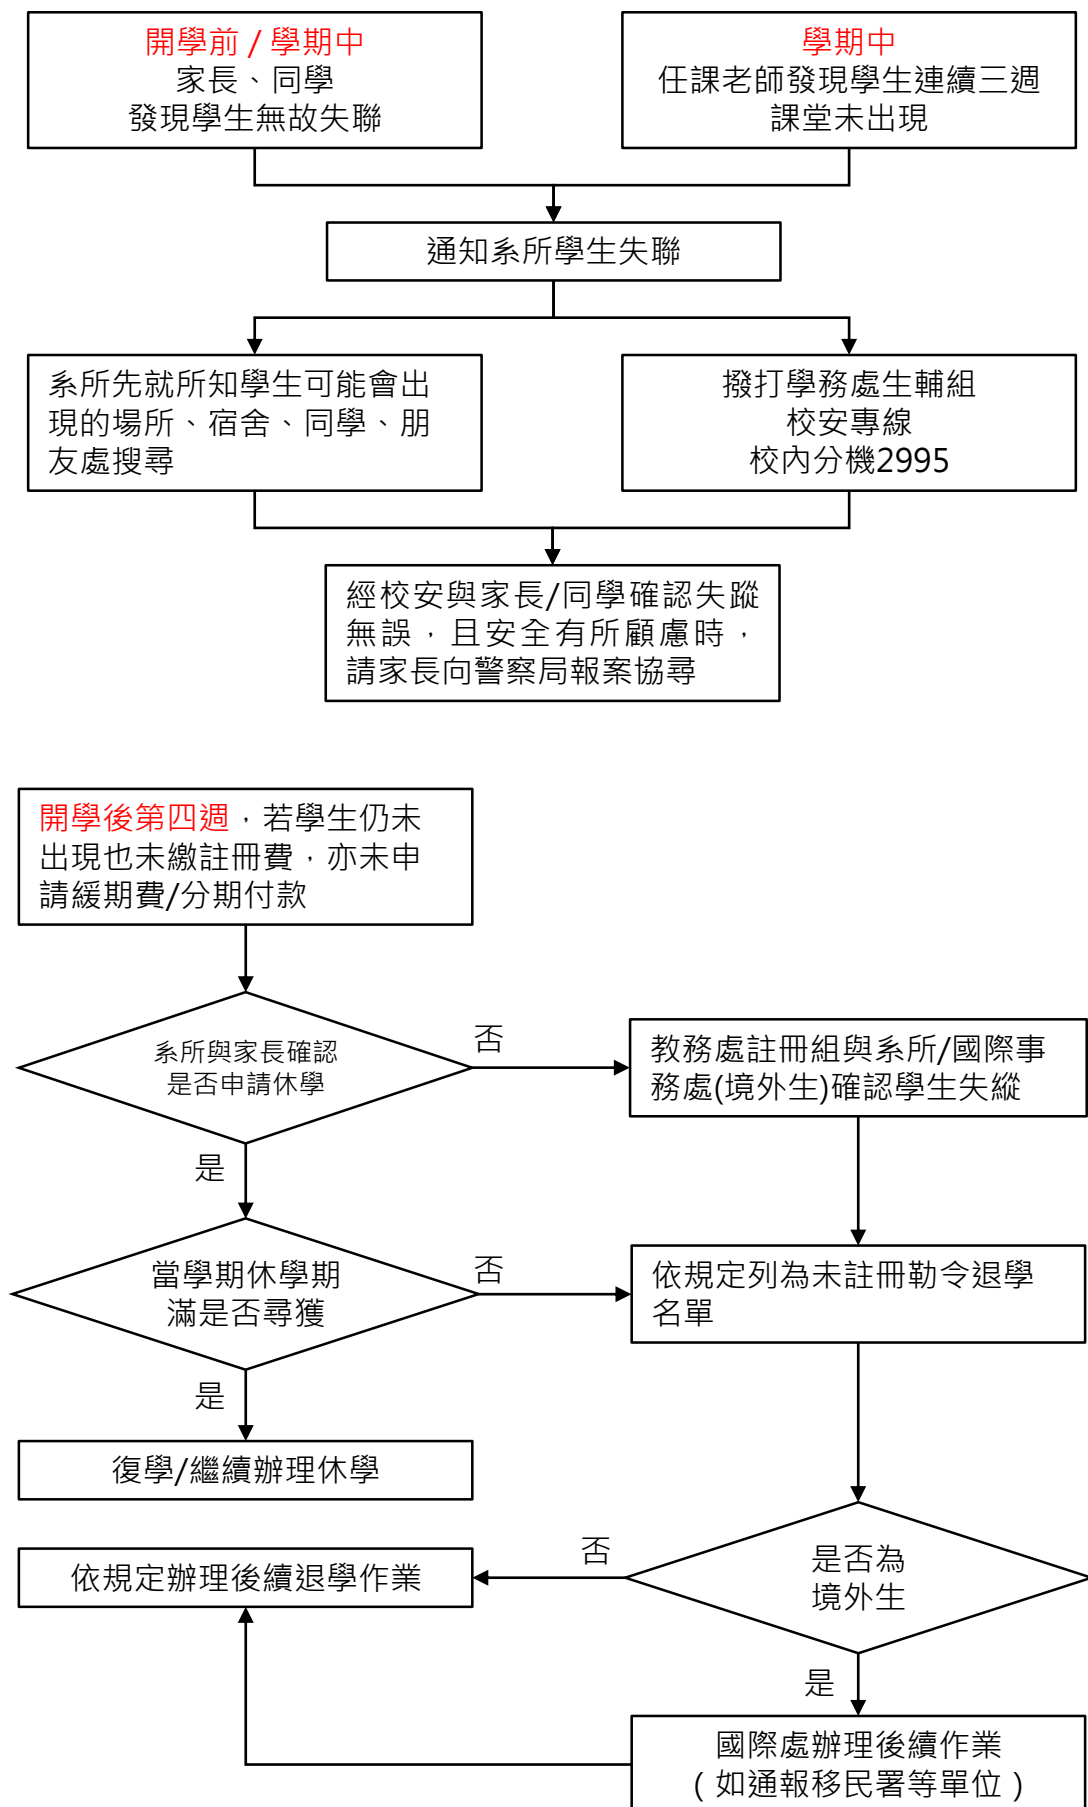 開學前 / 學期中
家長、同學
發現學生無故失聯
學期中
任課老師發現學生連續三週
課堂未出現
通知系所學生失聯
系所先就所知學生可能會出
現的場所、宿舍、同學、朋
友處搜尋
撥打學務處生輔組
校安專線
校內分機2995
經校安與家長/同學確認失蹤
無誤，且安全有所顧慮時，
請家長向警察局報案協尋
開學後第四週，若學生仍未
出現也未繳註冊費，亦未申
請緩期費/分期付款
系所與家長確認
是否申請休學
否
教務處註冊組與系所/國際事
務處(境外生)確認學生失縱
是
當學期休學期
滿是否尋獲
否
依規定列為未註冊勒令退學
名單
是
復學/繼續辦理休學
依規定辦理後續退學作業
否
是否為
境外生
是
國際處辦理後續作業
（如通報移民署等單位）